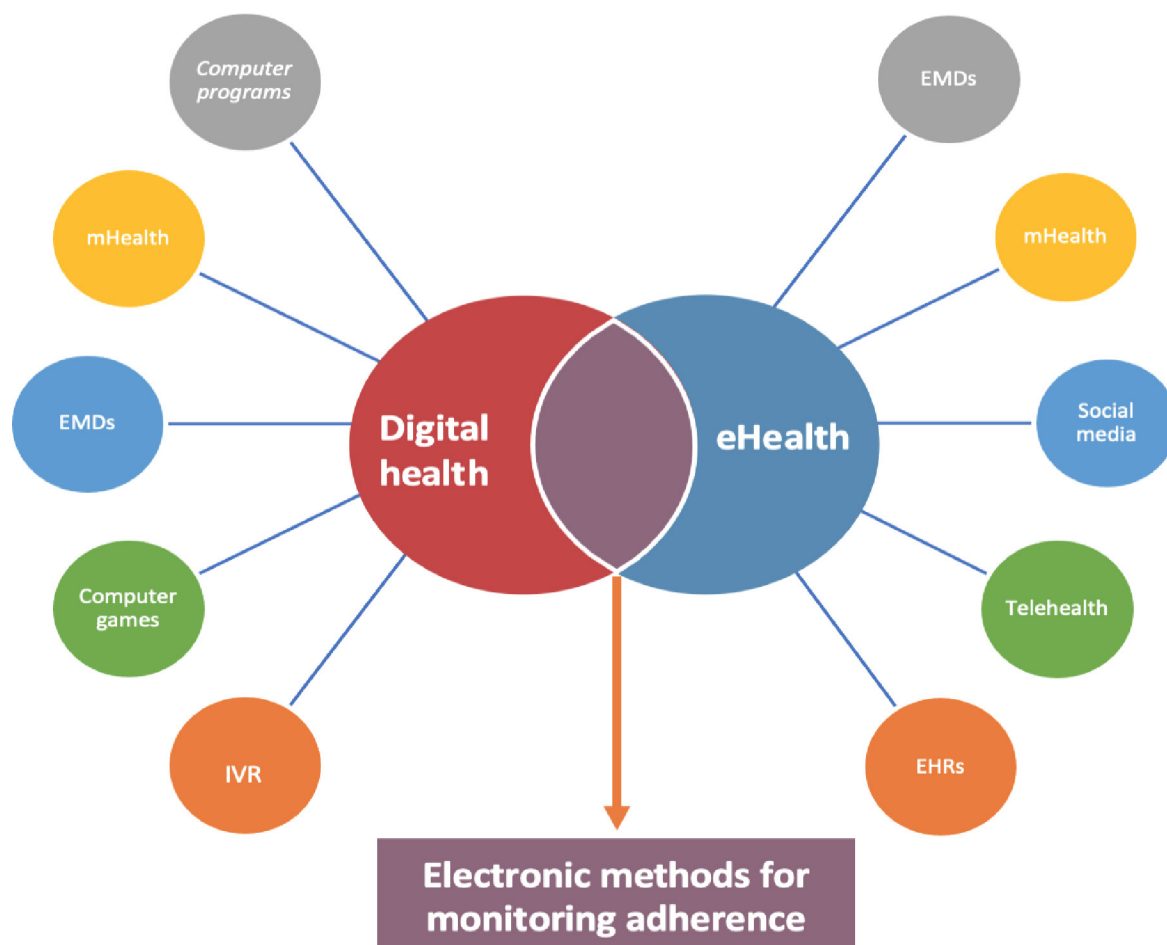 Computer
programs
EMDs
mHealth
mHealth
EMDs
Digital
health
eHealth
Social
media
Computer
games
Telehealth
IVR
EHRs
Electronic methods for
monitoring adherence